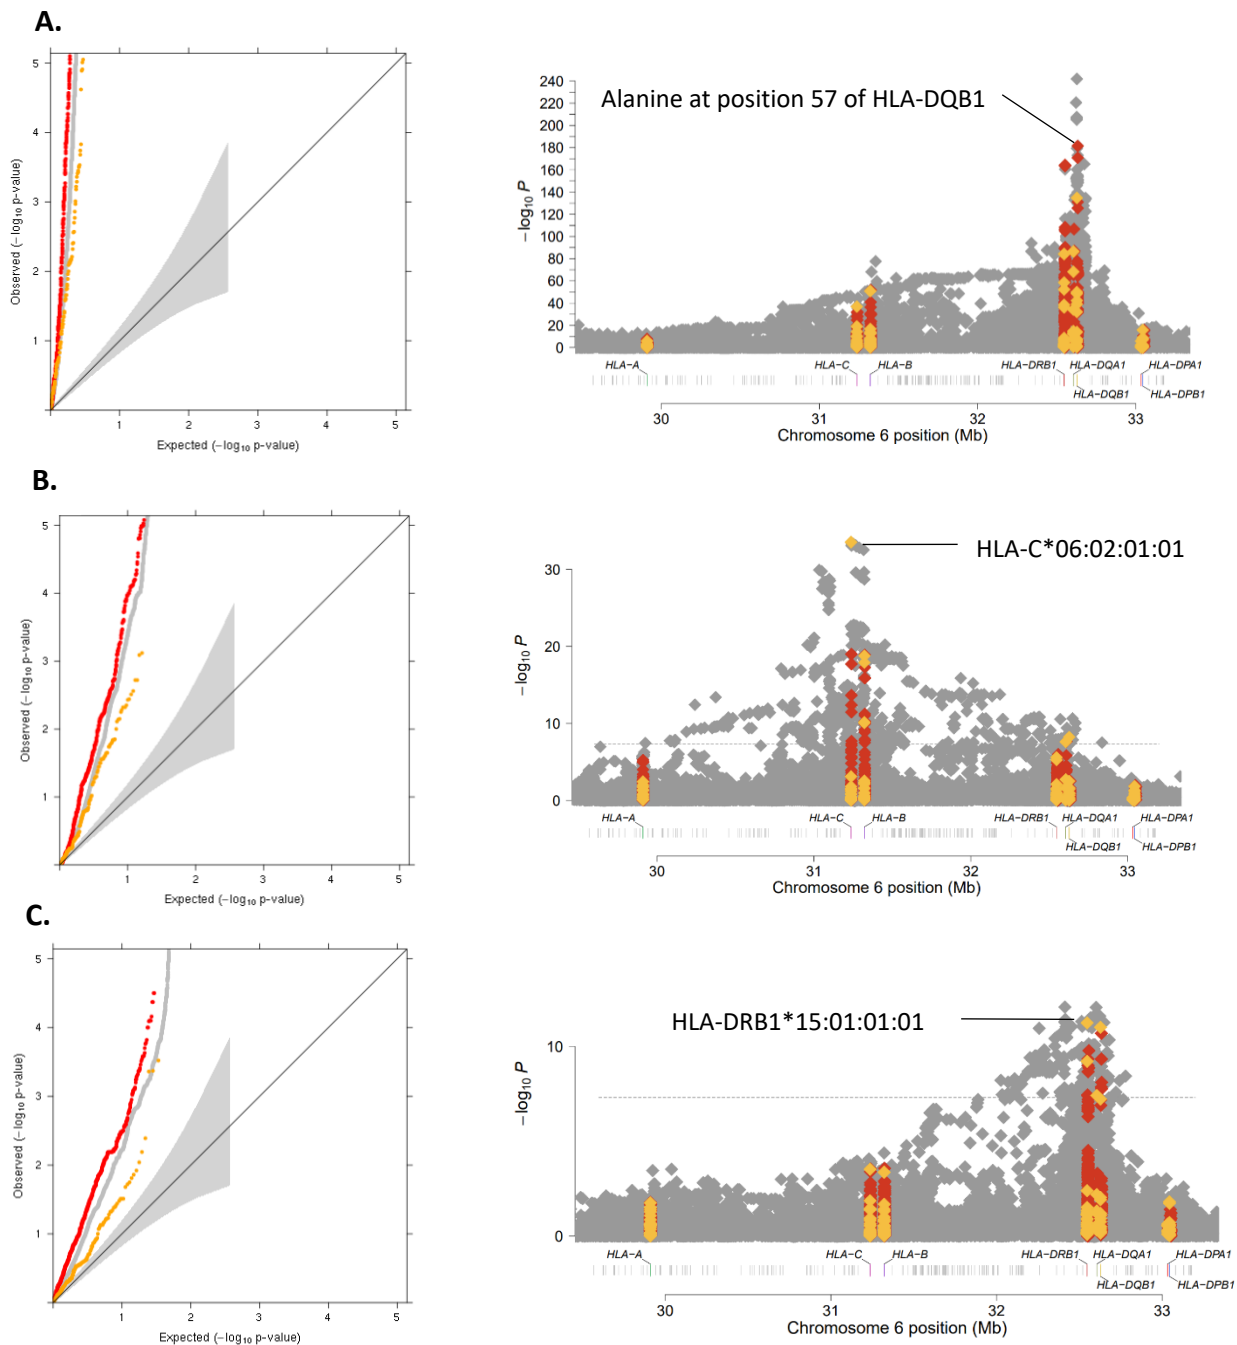 A.
5
4
3
2
1
1 2 3 4 5
Observed (−log10 p-value)
Expected (−log10 p-value)
Alanine at position 57 of HLA-DQB1
240
220
200
180
160
140
120
100
80
60
40
20
0
−log10 P
HLA-A HLA-C HLA-B HLA-DRB1 HLA-DQA1 HLA-DPA1
HLA-DQB1 HLA-DPB1
30 31 32 33
Chromosome 6 position (Mb)
B.
5
4
3
2
1
1 2 3 4 5
Observed (−log10 p-value)
Expected (−log10 p-value)
HLA-C*06:02:01:01
30
20
10
0
−log10 P
HLA-A HLA-C HLA-B HLA-DRB1 HLA-DQA1 HLA-DPA1
HLA-DQB1 HLA-DPB1
30 31 32 33
Chromosome 6 position (Mb)
C.
5
4
3
2
1
1 2 3 4 5
Observed (−log10 p-value)
Expected (−log10 p-value)
HLA-DRB1*15:01:01:01
10
5
0
−log10 P
HLA-A HLA-C HLA-B HLA-DRB1 HLA-DQA1 HLA-DPA1
HLA-DQB1 HLA-DPB1
30 31 32 33
Chromosome 6 position (Mb)